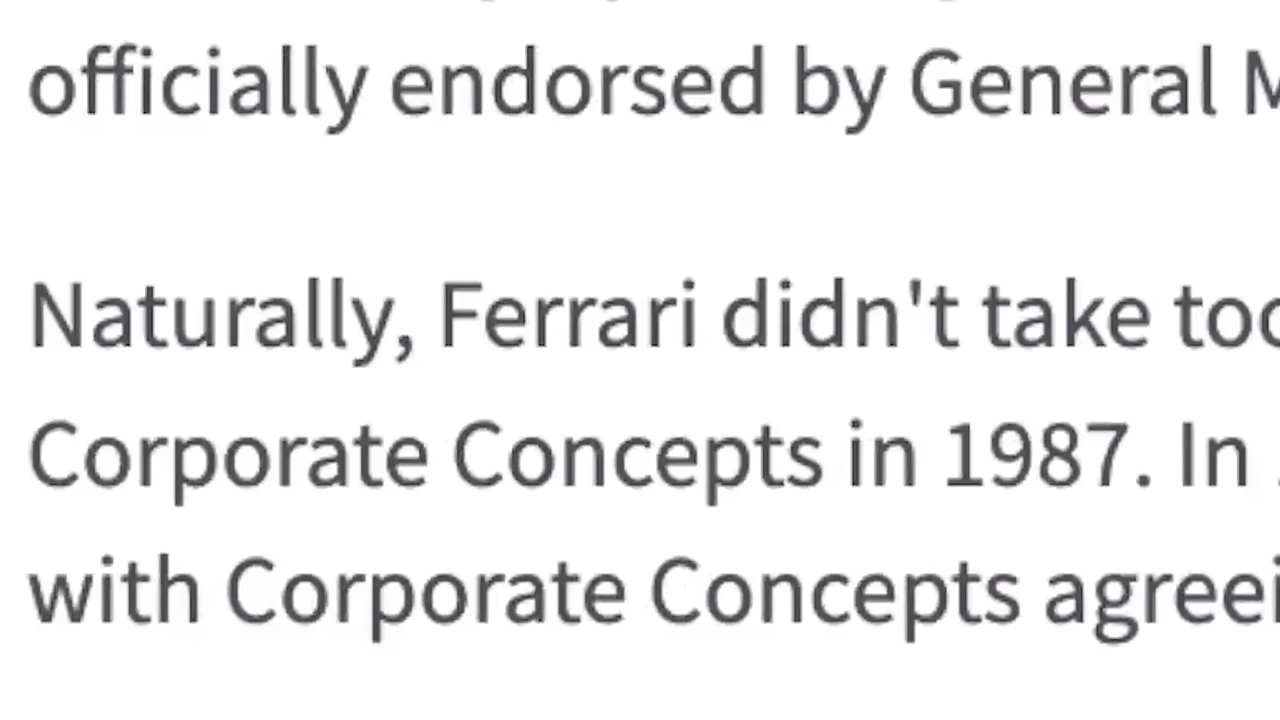 officially endorsed by General
Naturally, Ferrari didn't take
Corporate Concepts in 1987. In
with Corporate Concepts